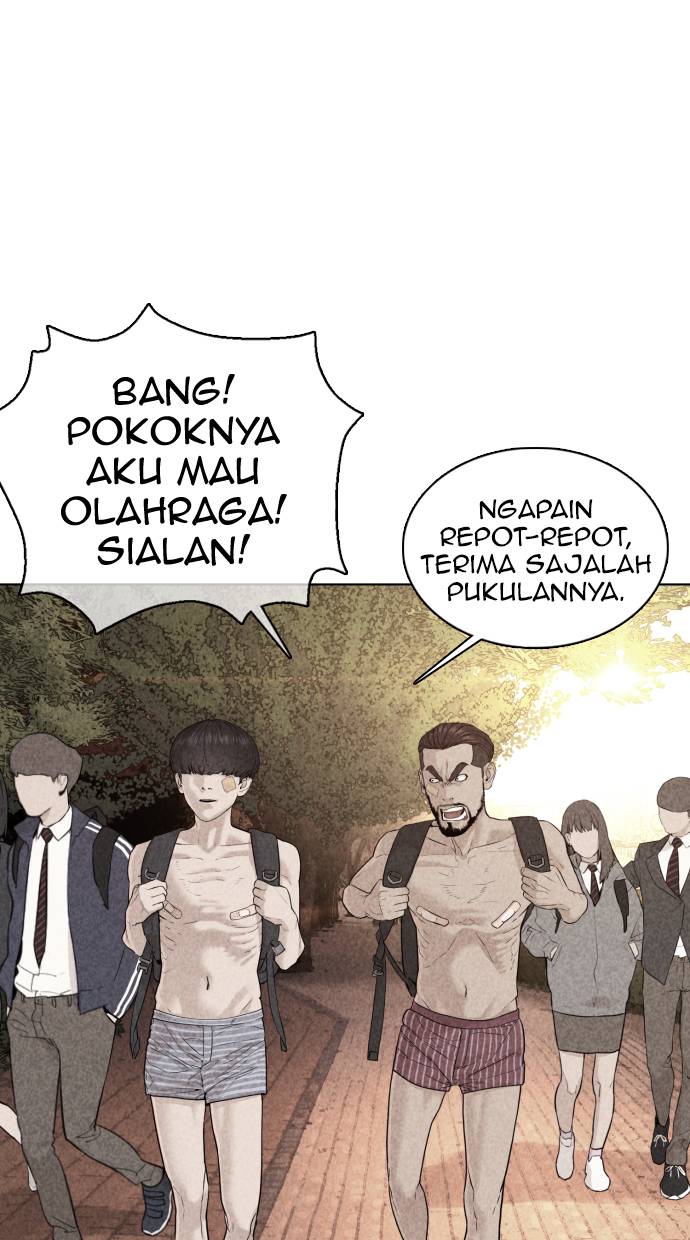 BANG!
POKOKNYA
AKU MAU
OLAHRAGA!
SIALAN!
NGAPAIN
REPOT-REPOT,
TERIMA SAJALAH
PUKULANNYA.